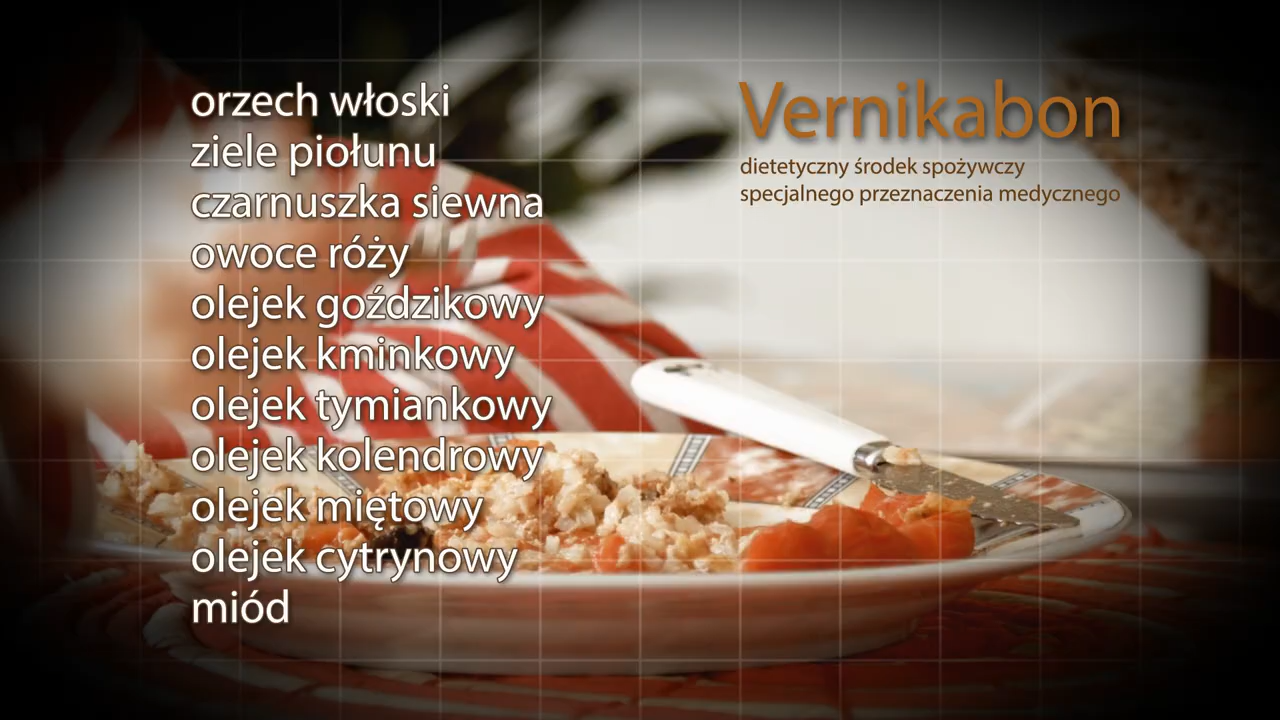 orzech włoski
ziele piołunu
czarnuszka siewna
owoce róży
olejek goździkowy
olejek kminkowy
olejek tymiankowy
olejek kolendrowy
olejek miętowy
olejek cytrynowy
miód
Vernikabon
dietetyczny środek spożywczy
specjalnego przeznaczenia medycznego